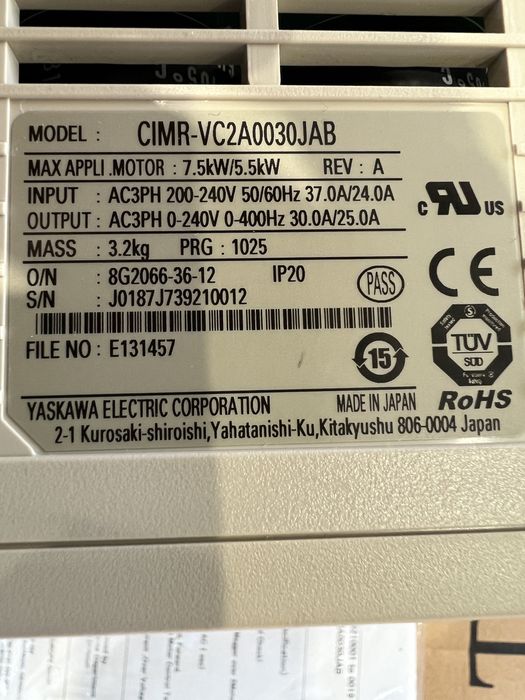 MODEL : CIMR-VC2A0030JAB
MAX APPLI .MOTOR : 7.5kW/5.5kW REV : A
INPUT : AC3PH 200-240V 50/60Hz 37.0A/24.0A
OUTPUT : AC3PH 0-240V 0-400Hz 30.0A/25.0A
MASS : 3.2kg PRG : 1025
O/N : 8G2066-36-12 IP20 PASS
S/N : J0187J739210012
FILE NO : E131457
15
c RU US
CE
TÜV
SÜD
RoHS
YASKAWA ELECTRIC CORPORATION MADE IN JAPAN
2-1 Kurosaki-shiroishi,Yahatanishi-Ku,Kitakyushu 806-0004 Japan